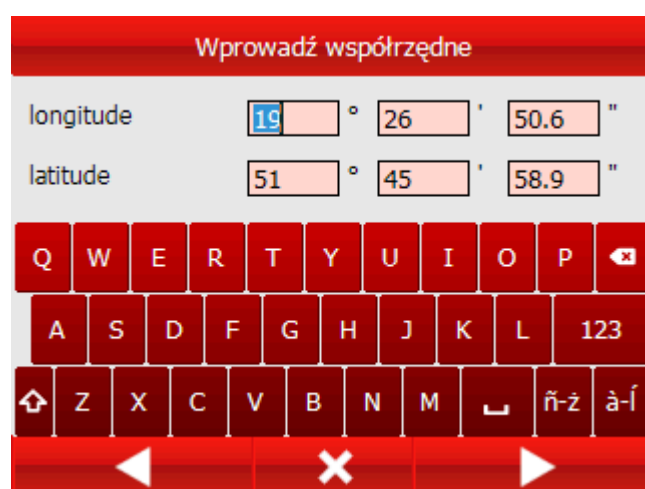 Wprowadź współrzędne
longitude 19 ° 26 ' 50.6 "
latitude 51 ° 45 ' 58.9 "
Q W E R T Y U I O P
A S D F G H J K L 123
Z X C V B N M ñ-ż à-Í